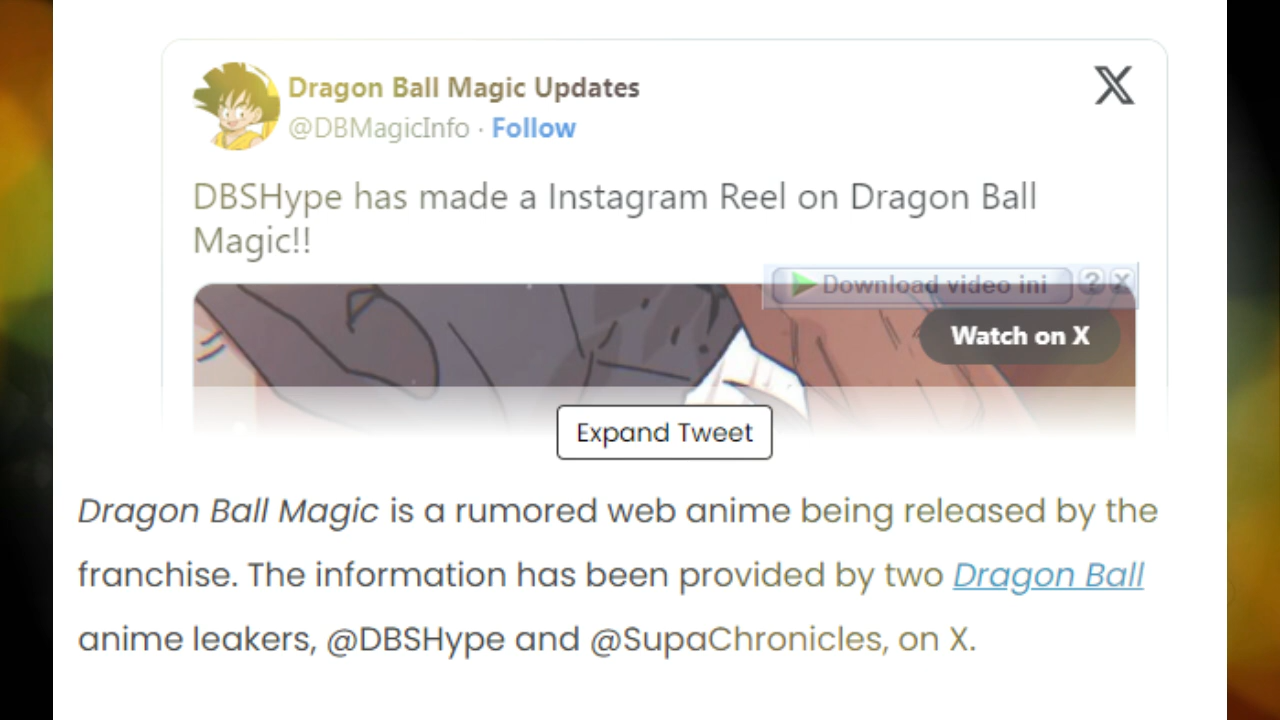 Dragon Ball Magic Updates
@DBMagicInfo · Follow
DBSHype has made a Instagram Reel on Dragon Ball
Magic!!
Download video ini ? X
Watch on X
Expand Tweet
Dragon Ball Magic is a rumored web anime being released by the
franchise. The information has been provided by two Dragon Ball
anime leakers, @DBSHype and @SupaChronicles, on X.